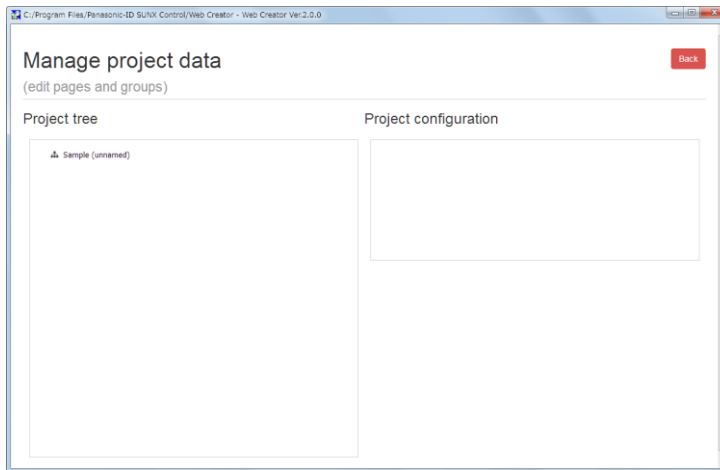 C:/Program Files/Panasonic-ID SUNX Control/Web Creator - Web Creator Ver.2.0.0
Manage project data
Back
(edit pages and groups)
Project tree
Project configuration
Sample (unnamed)